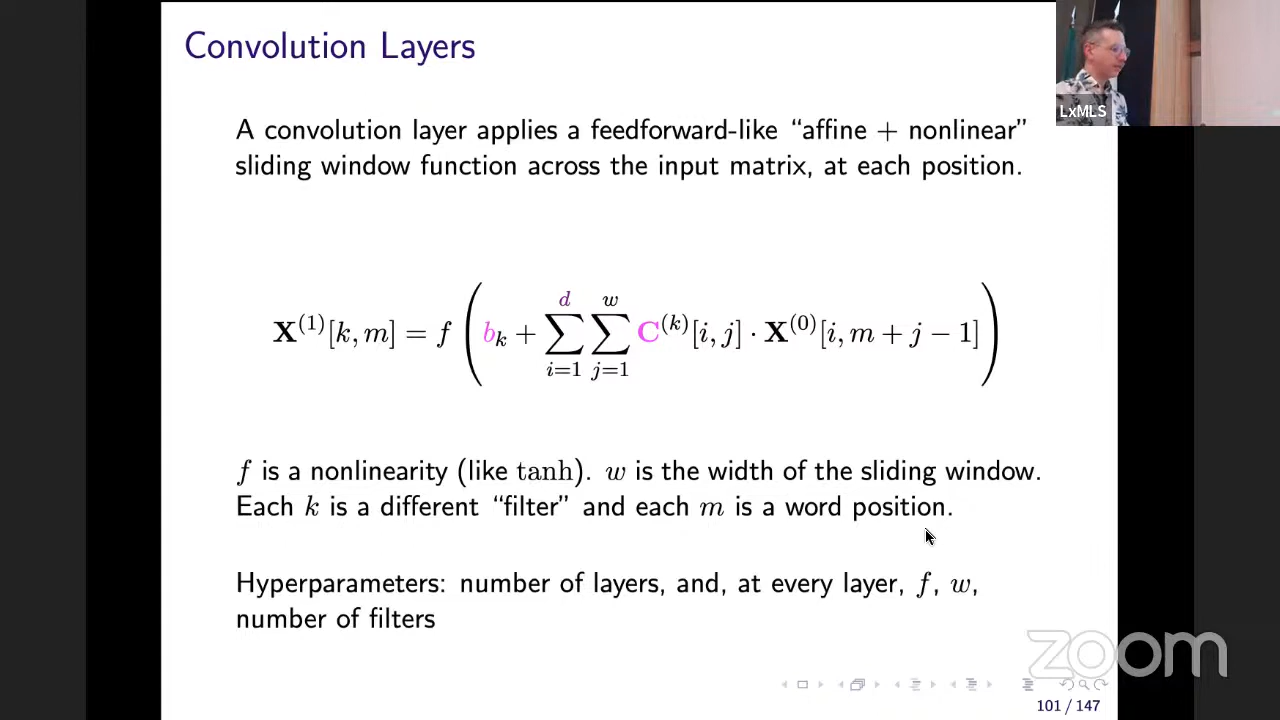 Convolution Layers
LxMLS
A convolution layer applies a feedforward-like “affine + nonlinear”
sliding window function across the input matrix, at each position.
X^{(1)}[k, m] = f ( b_k + \sum_{i=1}^{d} \sum_{j=1}^{w} C^{(k)}[i, j] · X^{(0)}[i, m + j − 1] )
f is a nonlinearity (like tanh). w is the width of the sliding window.
Each k is a different “filter” and each m is a word position.
Hyperparameters: number of layers, and, at every layer, f, w,
number of filters
zoom
101 / 147